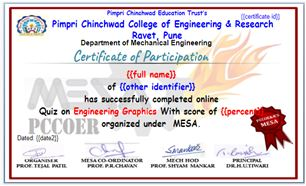 Pimpri Chinchwad Education Trust's
Pimpri Chinchwad College of Engineering & Research
Ravet, Pune
{{certificate id}}
Department of Mechanical Engineering
Certificate of Participation
{{full name}}
of {{other identifier}}
has successfully completed online
Quiz on Engineering Graphics With score of {{percent
organized under MESA.
Dated: {{date2}}
MESA
PCCOER
MESA
ORGANISER
PROF. TEJAL PATIL
MESA CO-ORDINATOR
PROF. P.R.CHAVAN
MECH HOD
PROF. SHYAM MANKAR
PRINCIPAL
DR.H.U.TIWARI